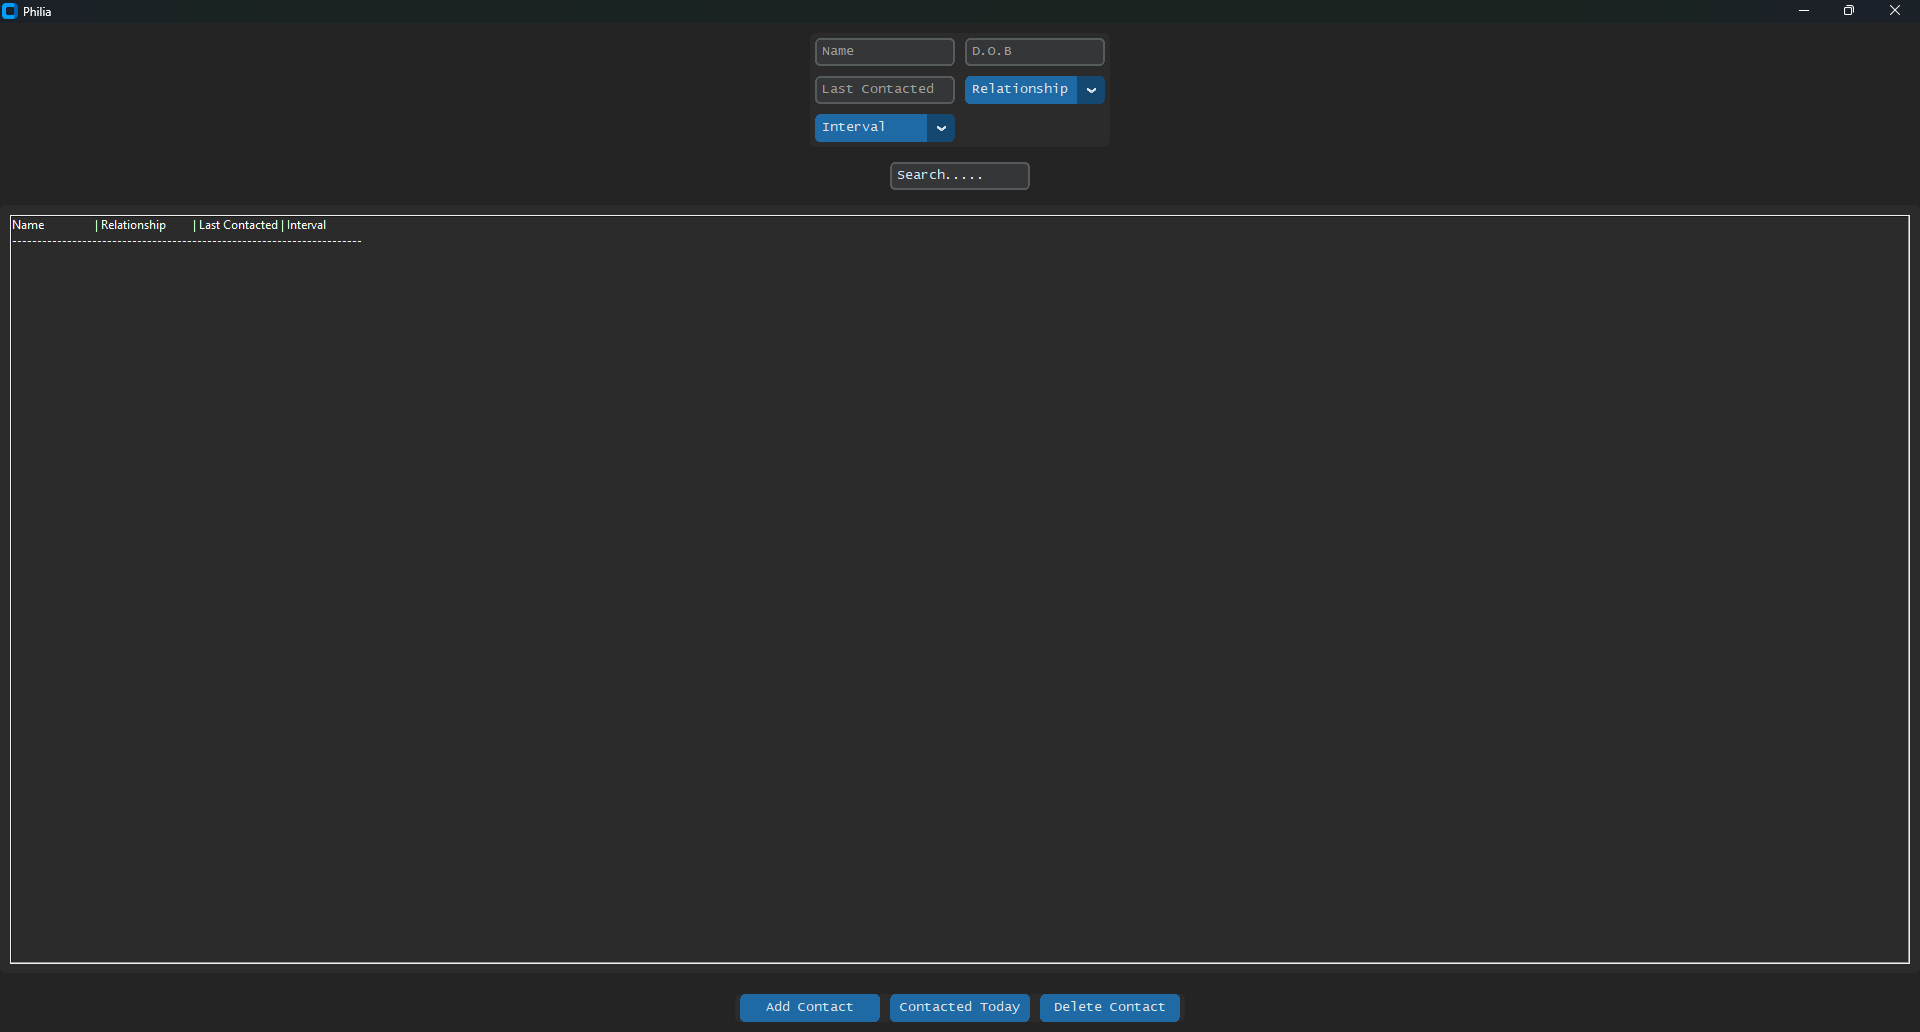 Philia
Name D.O.B
Last Contacted Relationship
Interval
Search.....
Name | Relationship | Last Contacted | Interval
----------------------------------------------------------------------
Add Contact Contacted Today Delete Contact